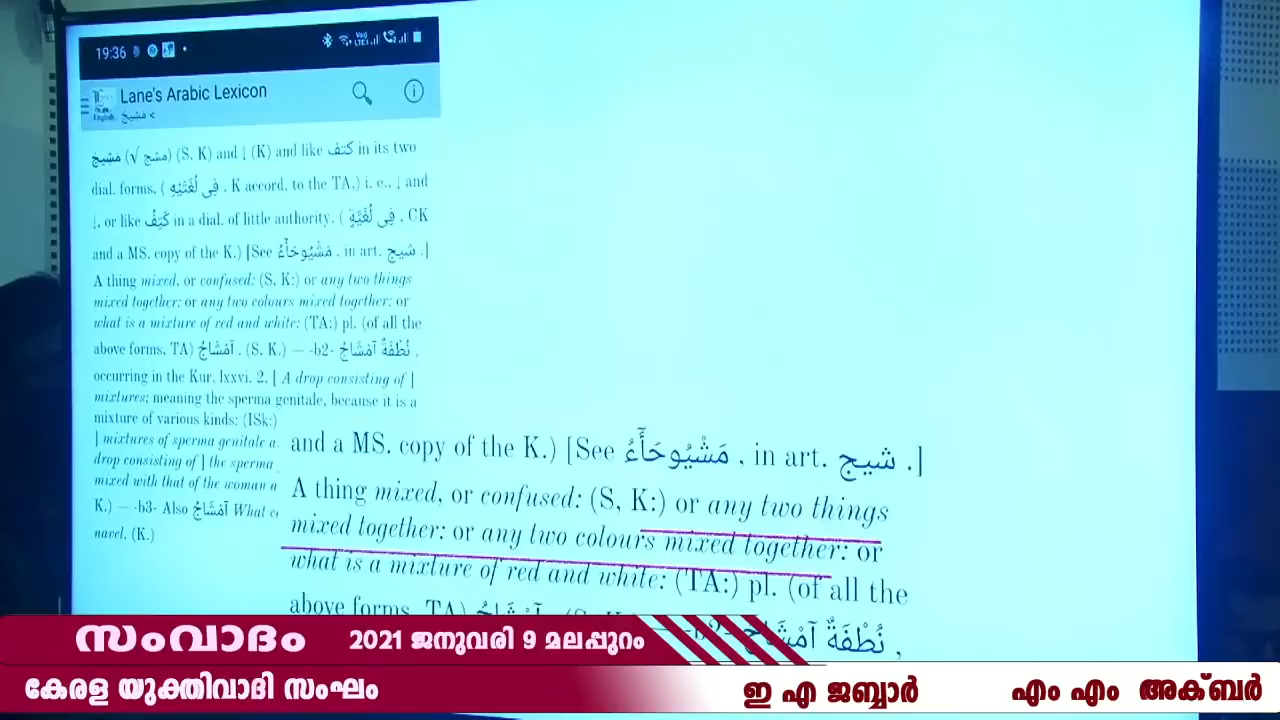 19:36
Lane's Arabic Lexicon
مَشِيجٌ <
مَشِيجٌ (√ مشج) (S, K) and ↓ (K) and like كتف in its two
dial. forms, ( فِى لُغَتَيْهِ , K accord. to the TA,) i. e., ↓ and
↓, or like كَتِفُ in a dial. of little authority, ( فِى لُغَيَّةٍ , CK
and a MS. copy of the K.) [See مَشْيُوحَآءُ , in art. شيج .]
A thing mixed, or confused: (S, K:) or any two things
mixed together: or any two colours mixed together: or
what is a mixture of red and white: (TA:) pl. (of all the
above forms, TA) أَمْشَاجٌ . (S, K.) — -b2- نُطْفَةٌ أَمْشَاجٌ ,
occurring in the Kur, lxxvi. 2, [ A drop consisting of ]
mixtures; meaning the sperma genitale, because it is a
mixture of various kinds: (ISk:)
] mixtures of sperma genitale a
drop consisting of ] the sperma
mixed with that of the woman a
K.) — -b3- Also أَمْشَاجٌ What c
navel. (K.)
and a MS. copy of the K.) [See مَشْيُوحَآءُ , in art. شيج .]
A thing mixed, or confused: (S, K:) or any two things
mixed together: or any two colours mixed together: or
what is a mixture of red and white: (TA:) pl. (of all the
above forms, TA) أَمْشَاجٌ . (S, K.) — -b2- نُطْفَةٌ أَمْشَاجٌ ,
സംവാദം 2021 ജനുവരി 9 മലപ്പുറം
കേരള യുക്തിവാദി സംഘം ഇ എ ജബ്ബാർ എം എം അക്ബർ